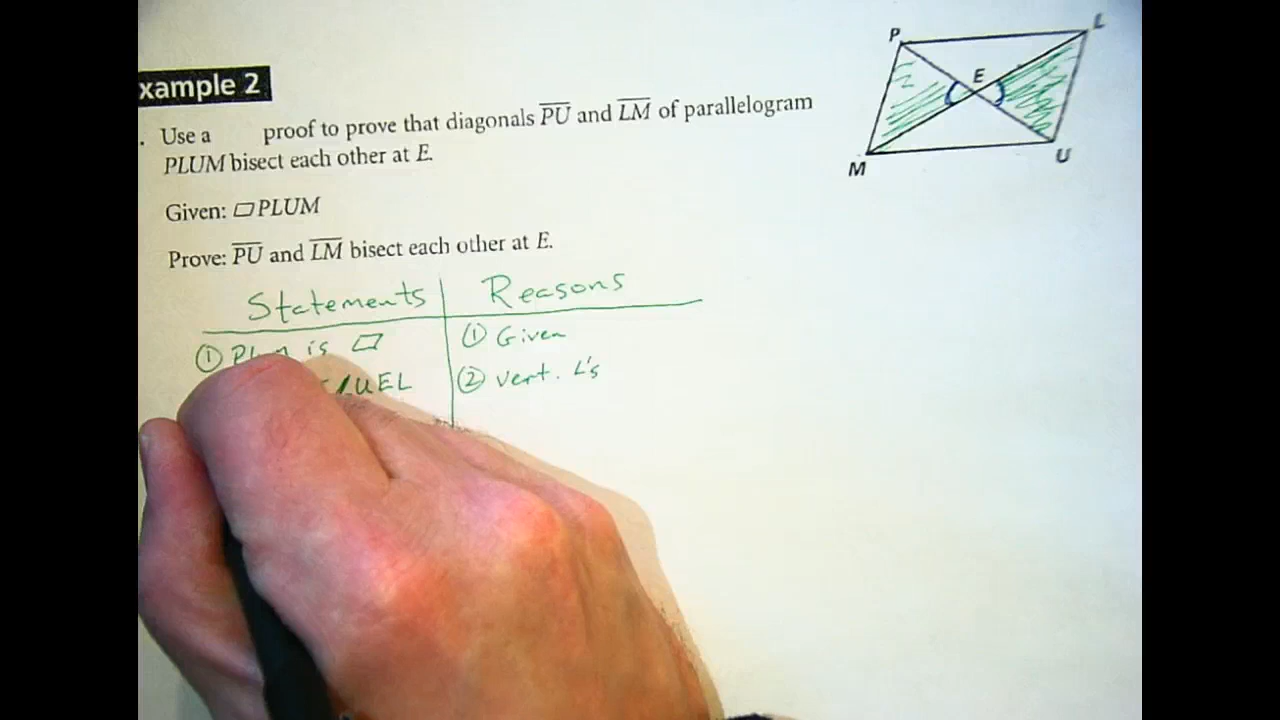 xample 2
. Use a proof to prove that diagonals PU and LM of parallelogram
PLUM bisect each other at E.
Given: ▱PLUM
Prove: PU and LM bisect each other at E.
Statements Reasons
① is ▱ ① Given
UEL ② vert. ∠'s
P
L
E
M
U